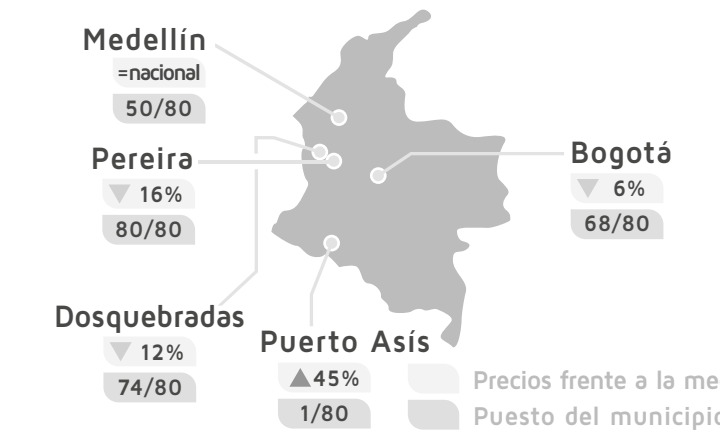 Medellín
=nacional
50/80
Pereira
▼ 16%
80/80
Bogotá
▼ 6%
68/80
Dosquebradas
▼ 12%
74/80
Puerto Asís
▲45%
1/80
Precios frente a la me
Puesto del municipio